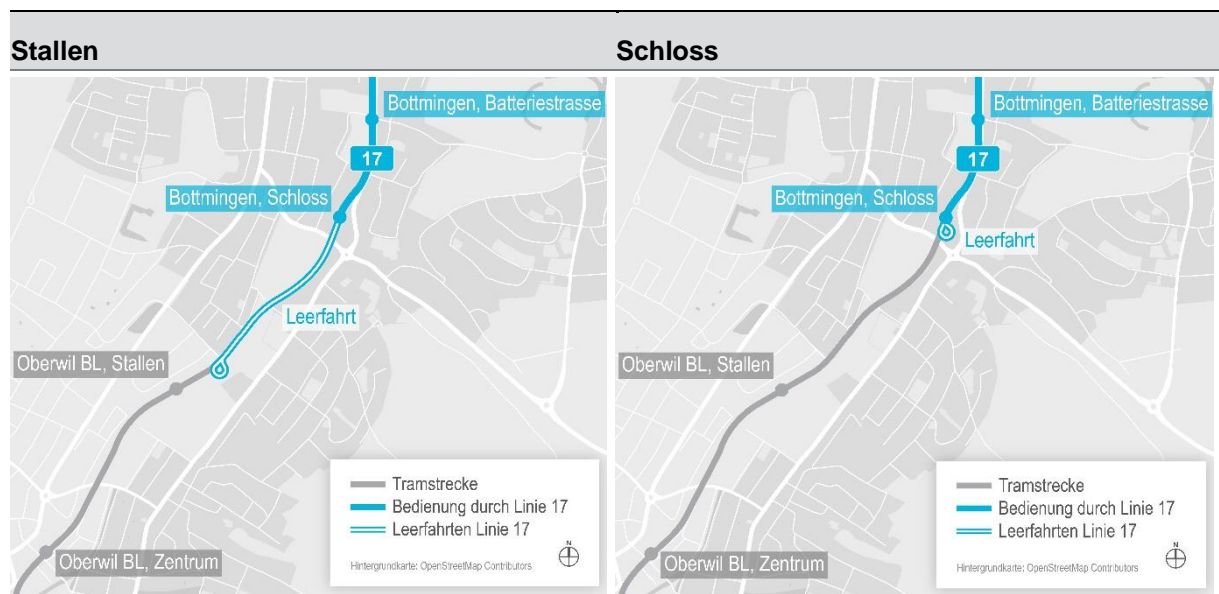 Stallen
Bottmingen, Batteriestrasse
17
Bottmingen, Schloss
Leerfahrt
Oberwil BL, Stallen
Tramstrecke
Bedienung durch Linie 17
Leerfahrten Linie 17
N
Hintergrundkarte: OpenStreetMap Contributors
Oberwil BL, Zentrum
Schloss
Bottmingen, Batteriestrasse
17
Bottmingen, Schloss
Leerfahrt
Oberwil BL, Stallen
Tramstrecke
Bedienung durch Linie 17
Leerfahrten Linie 17
N
Hintergrundkarte: OpenStreetMap Contributors
Oberwil BL, Zentrum